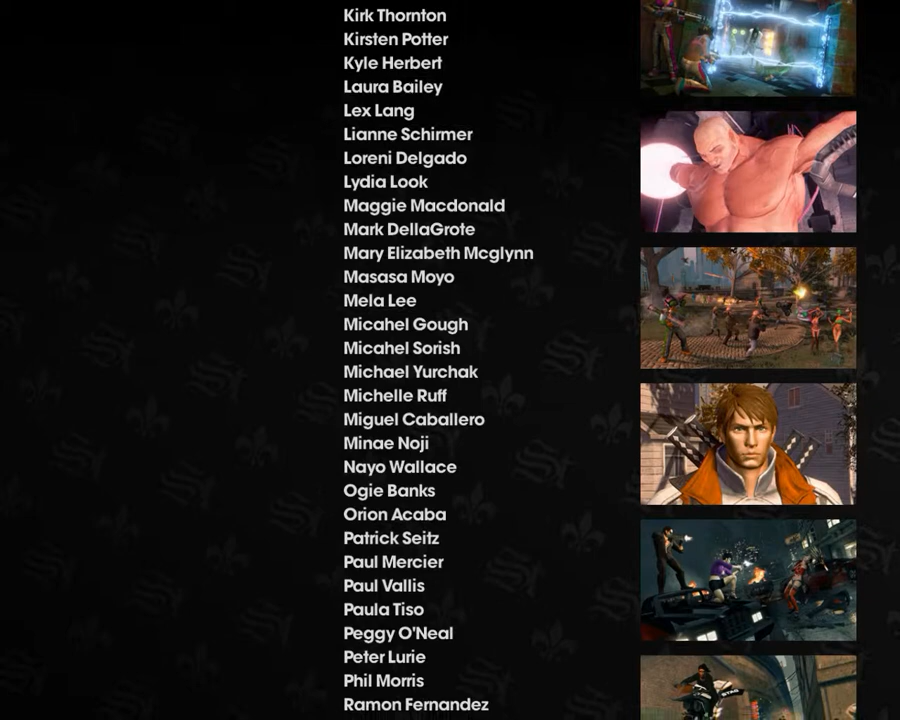 Kirk Thornton
Kirsten Potter
Kyle Herbert
Laura Bailey
Lex Lang
Lianne Schirmer
Loreni Delgado
Lydia Look
Maggie Macdonald
Mark DellaGrote
Mary Elizabeth Mcglynn
Masasa Moyo
Mela Lee
Micahel Gough
Micahel Sorish
Michael Yurchak
Michelle Ruff
Miguel Caballero
Minae Noji
Nayo Wallace
Ogie Banks
Orion Acaba
Patrick Seitz
Paul Mercier
Paul Vallis
Paula Tiso
Peggy O'Neal
Peter Lurie
Phil Morris
Ramon Fernandez